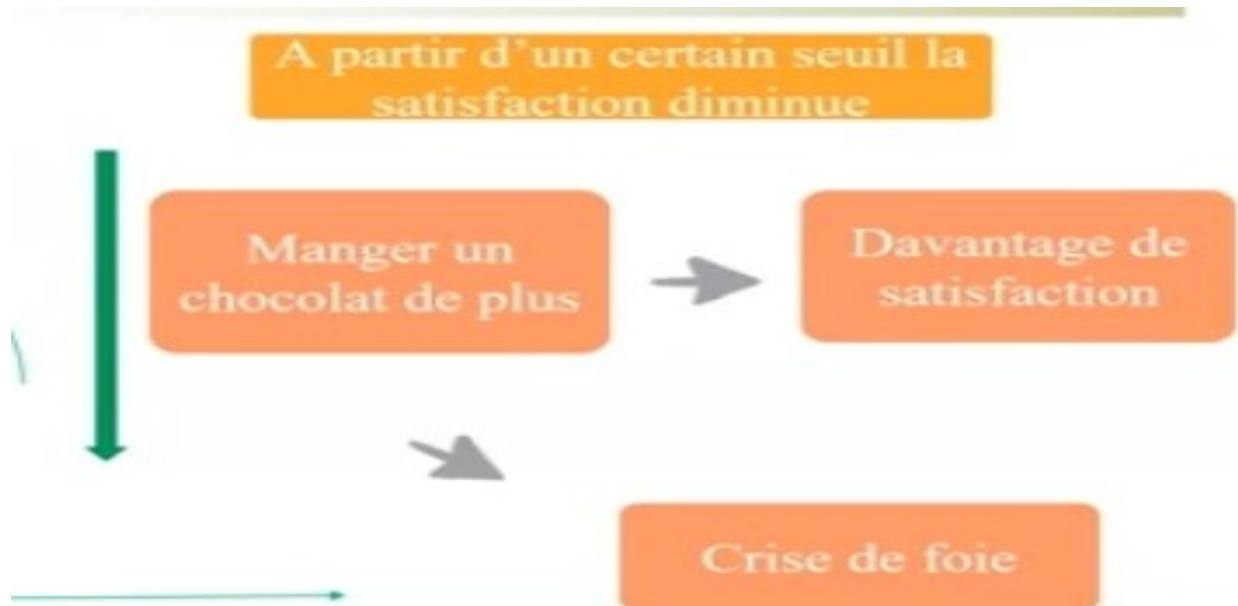 A partir d'un certain seuil la
satisfaction diminue
Manger un
chocolat de plus
Davantage de
satisfaction
Crise de foie